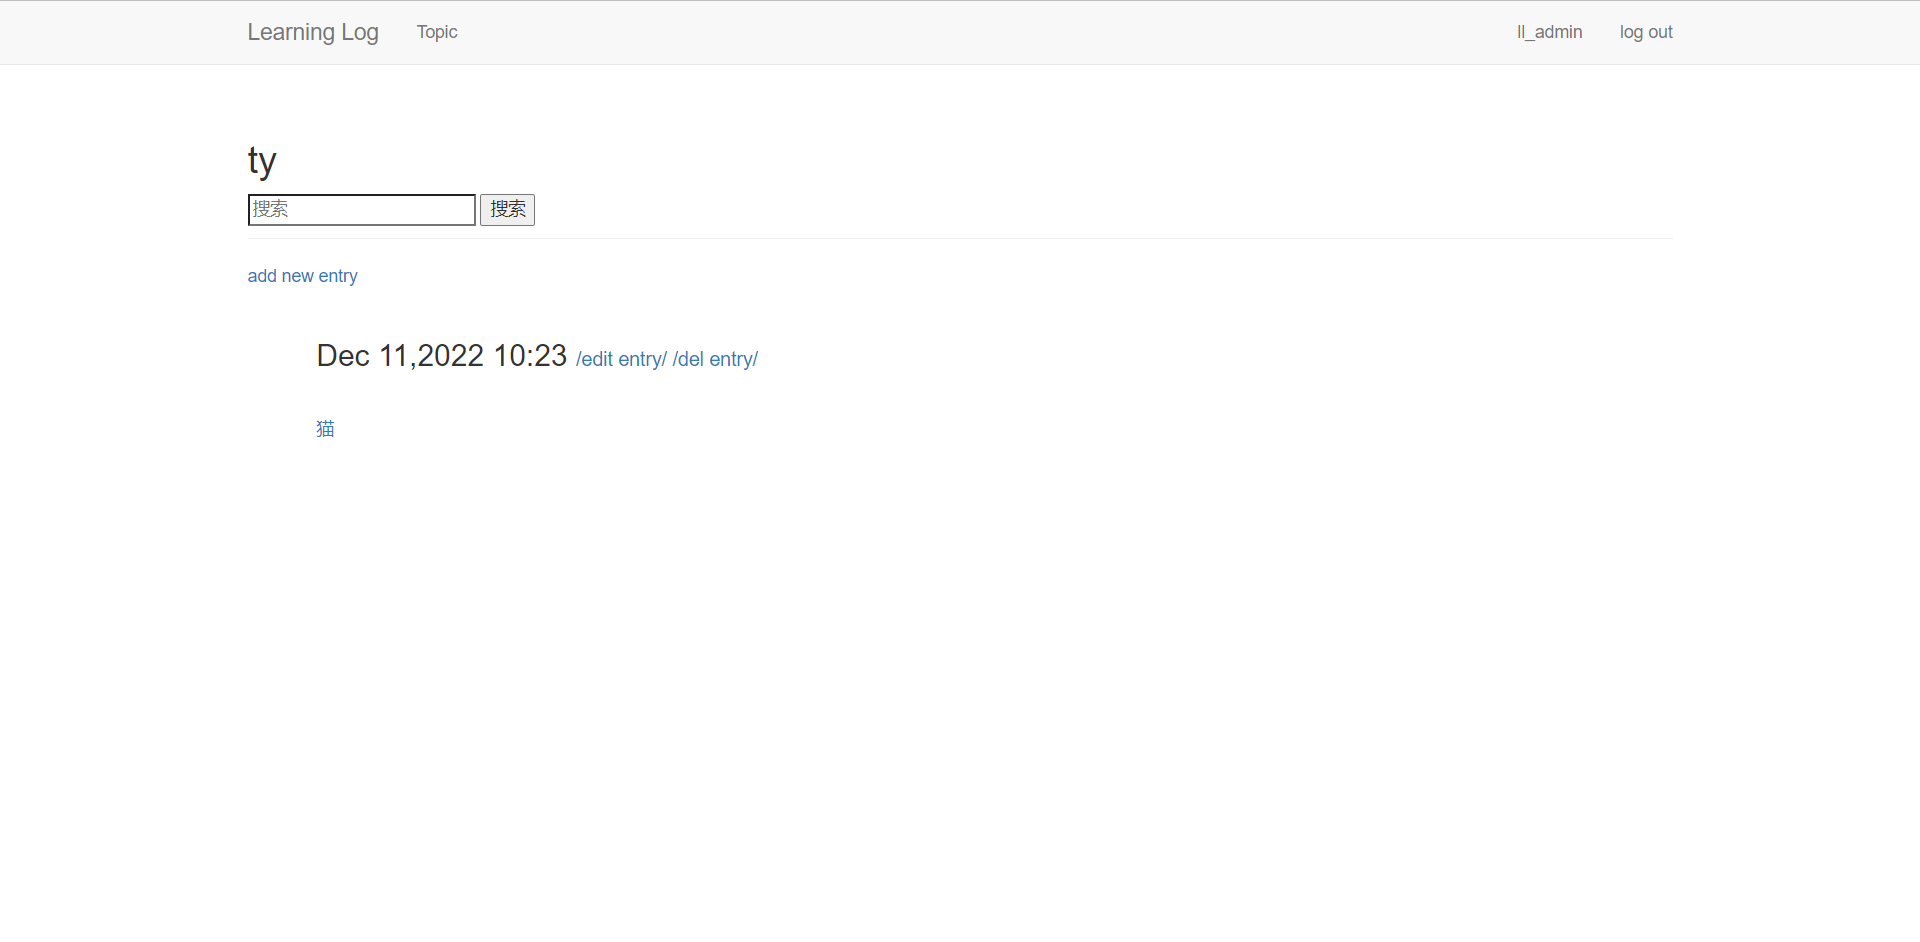 Learning Log Topic ll_admin log out
ty
搜索 搜索
add new entry
Dec 11,2022 10:23 /edit entry/ /del entry/
猫